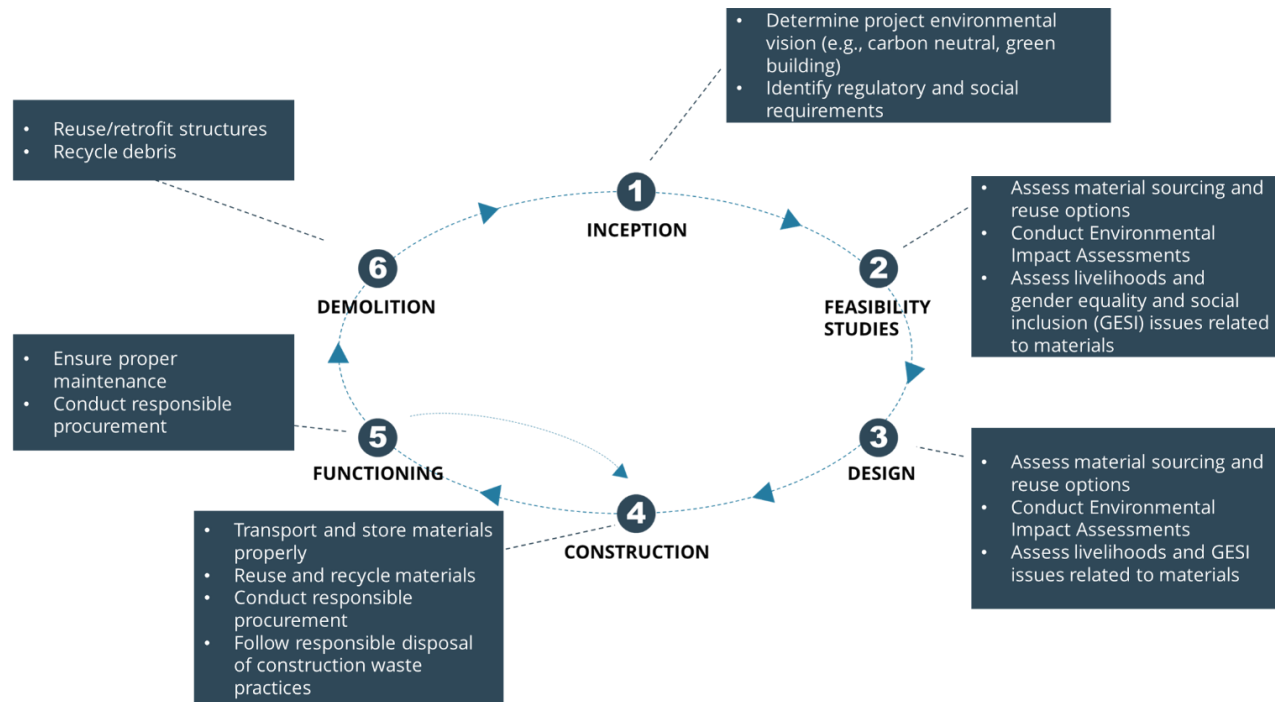 • Determine project environmental
vision (e.g., carbon neutral, green
building)
• Identify regulatory and social
requirements
1
INCEPTION
• Assess material sourcing and
reuse options
• Conduct Environmental
Impact Assessments
• Assess livelihoods and
gender equality and social
inclusion (GESI) issues related
to materials
2
FEASIBILITY
STUDIES
3
DESIGN
• Assess material sourcing and
reuse options
• Conduct Environmental
Impact Assessments
• Assess livelihoods and GESI
issues related to materials
4
CONSTRUCTION
• Transport and store materials
properly
• Reuse and recycle materials
• Conduct responsible
procurement
• Follow responsible disposal
of construction waste
practices
5
FUNCTIONING
• Ensure proper
maintenance
• Conduct responsible
procurement
6
DEMOLITION
• Reuse/retrofit structures
• Recycle debris